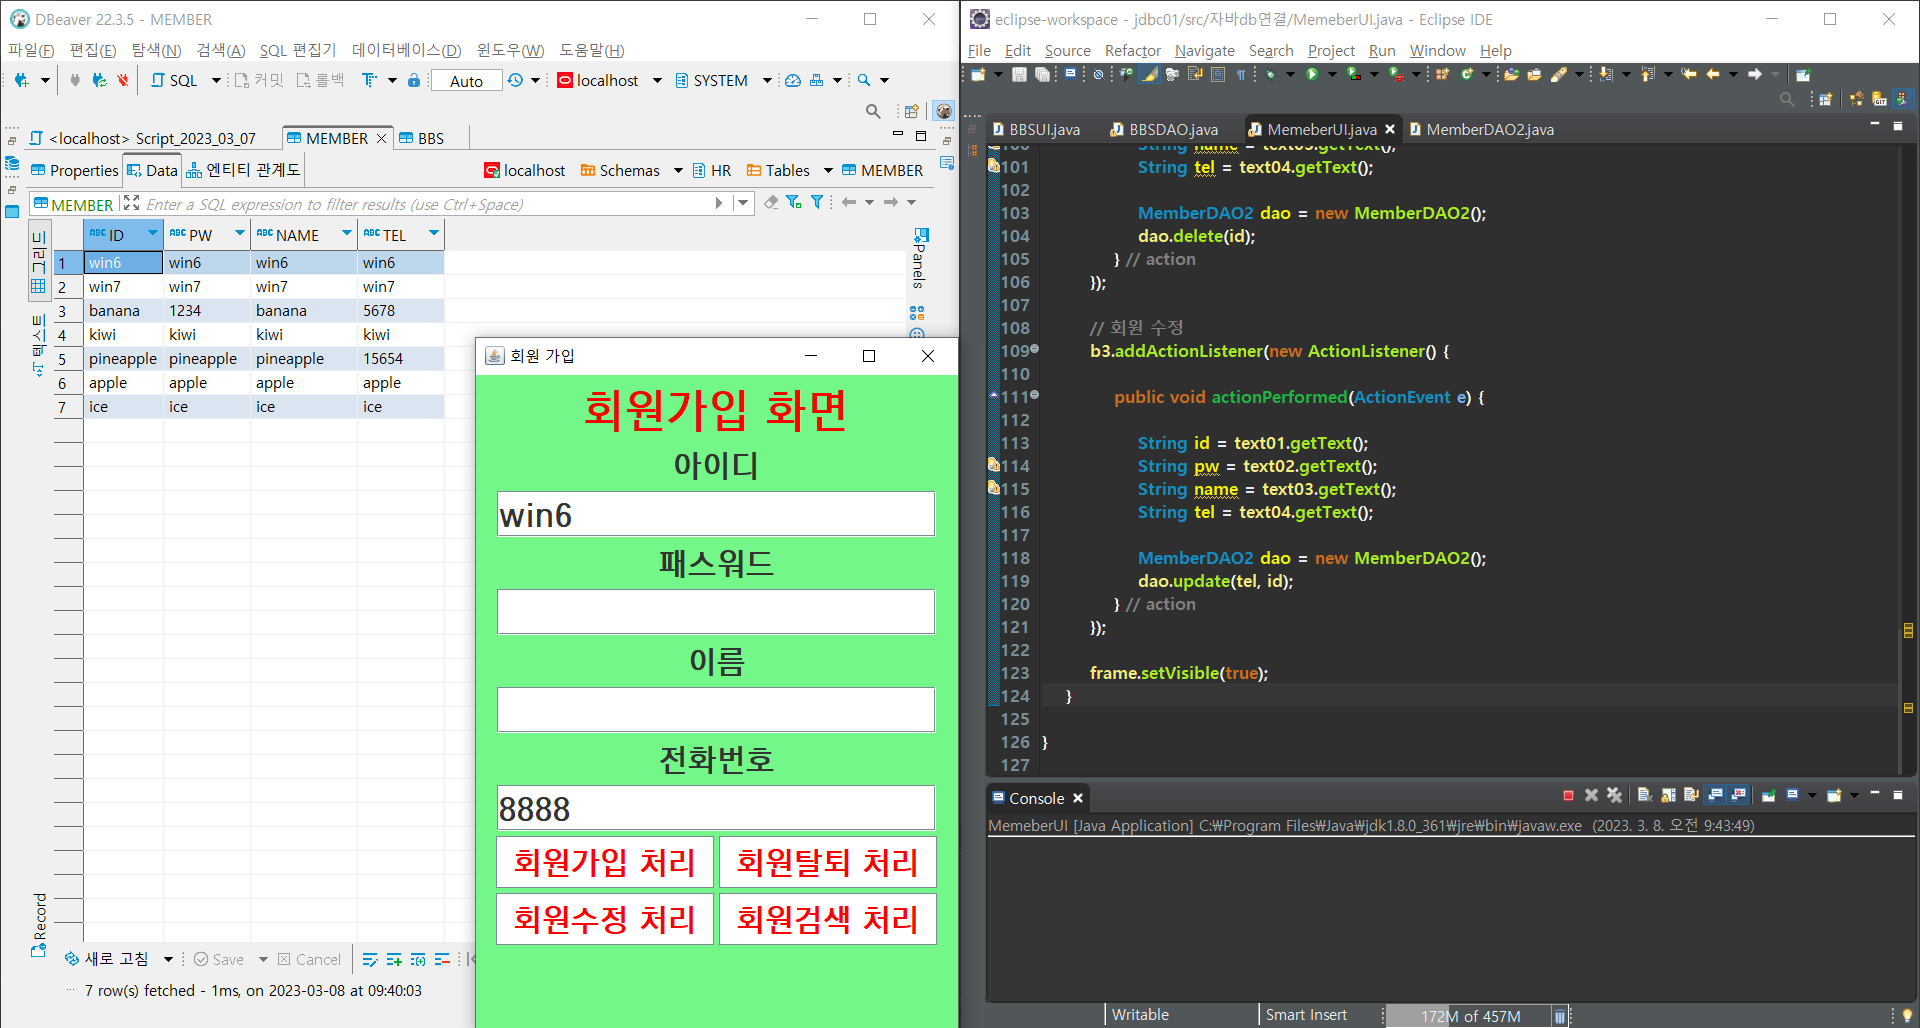 DBeaver 22.3.5 - MEMBER
파일(F) 편집(E) 탐색(N) 검색(A) SQL 편집기 데이터베이스(D) 윈도우(W) 도움말(H)
SQL 커밋 롤백 Auto localhost SYSTEM
<localhost> Script_2023_03_07 MEMBER BBS
Properties Data 엔티티 관계도 localhost Schemas HR Tables MEMBER
MEMBER Enter a SQL expression to filter results (use Ctrl+Space)
그리드
텍스트
Record
Panels
ID PW NAME TEL
1 win6 win6 win6 win6
2 win7 win7 win7 win7
3 banana 1234 banana 5678
4 kiwi kiwi kiwi kiwi
5 pineapple pineapple pineapple 15654
6 apple apple apple apple
7 ice ice ice ice
새로 고침 Save Cancel
7 row(s) fetched - 1ms, on 2023-03-08 at 09:40:03
회원 가입
회원가입 화면
아이디
win6
패스워드
이름
전화번호
8888
회원가입 처리 회원탈퇴 처리
회원수정 처리 회원검색 처리
eclipse-workspace - jdbc01/src/자바db연결/MemeberUI.java - Eclipse IDE
File Edit Source Refactor Navigate Search Project Run Window Help
BBSUI.java BBSDAO.java MemeberUI.java MemberDAO2.java
100 String name = text03.getText();
101 String tel = text04.getText();
102
103 MemberDAO2 dao = new MemberDAO2();
104 dao.delete(id);
105 } // action
106 });
107
108 // 회원 수정
109 b3.addActionListener(new ActionListener() {
110
111 public void actionPerformed(ActionEvent e) {
112
113 String id = text01.getText();
114 String pw = text02.getText();
115 String name = text03.getText();
116 String tel = text04.getText();
117
118 MemberDAO2 dao = new MemberDAO2();
119 dao.update(tel, id);
120 } // action
121 });
122
123 frame.setVisible(true);
124 }
125
126 }
127
Console
MemeberUI [Java Application] C:₩Program Files₩Java₩jdk1.8.0_361₩jre₩bin₩javaw.exe (2023. 3. 8. 오전 9:43:49)
Writable Smart Insert 172M of 457M